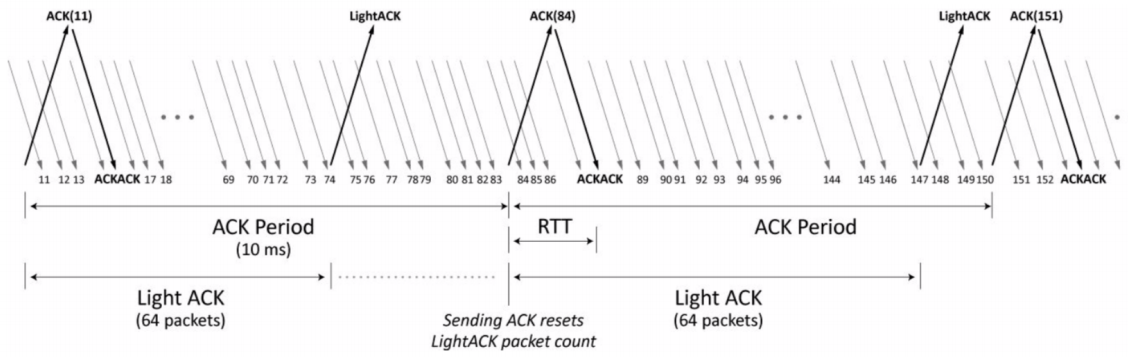 ACK(11) LightACK ACK(84) LightACK ACK(151)
11 12 13 ACKACK 17 18 69 70 71 72 73 74 75 76 77 78 79 80 81 82 83 84 85 86 ACKACK 89 90 91 92 93 94 95 96 144 145 146 147 148 149 150 151 152 ACKACK
ACK Period RTT ACK Period
(10 ms)
Light ACK Light ACK
(64 packets) (64 packets)
Sending ACK resets
LightACK packet count